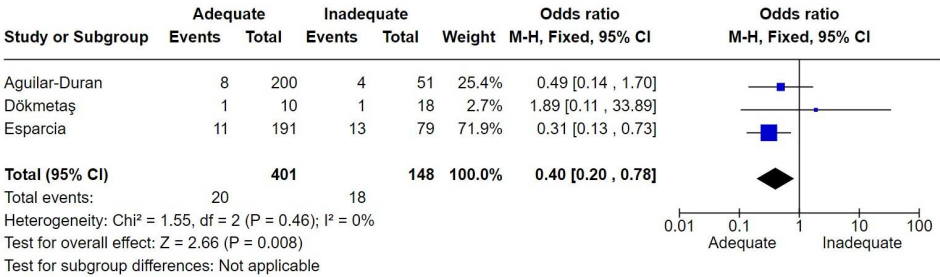 Adequate Inadequate Odds ratio Odds ratio
Study or Subgroup Events Total Events Total Weight M-H, Fixed, 95% CI M-H, Fixed, 95% CI
Aguilar-Duran 8 200 4 51 25.4% 0.49 [0.14 , 1.70]
Dökmetaş 1 10 1 18 2.7% 1.89 [0.11 , 33.89]
Esparcia 11 191 13 79 71.9% 0.31 [0.13 , 0.73]
Total (95% CI) 401 148 100.0% 0.40 [0.20 , 0.78]
Total events: 20 18
Heterogeneity: Chi² = 1.55, df = 2 (P = 0.46); I² = 0%
Test for overall effect: Z = 2.66 (P = 0.008)
Test for subgroup differences: Not applicable
0.01 0.1 1 10 100
Adequate Inadequate